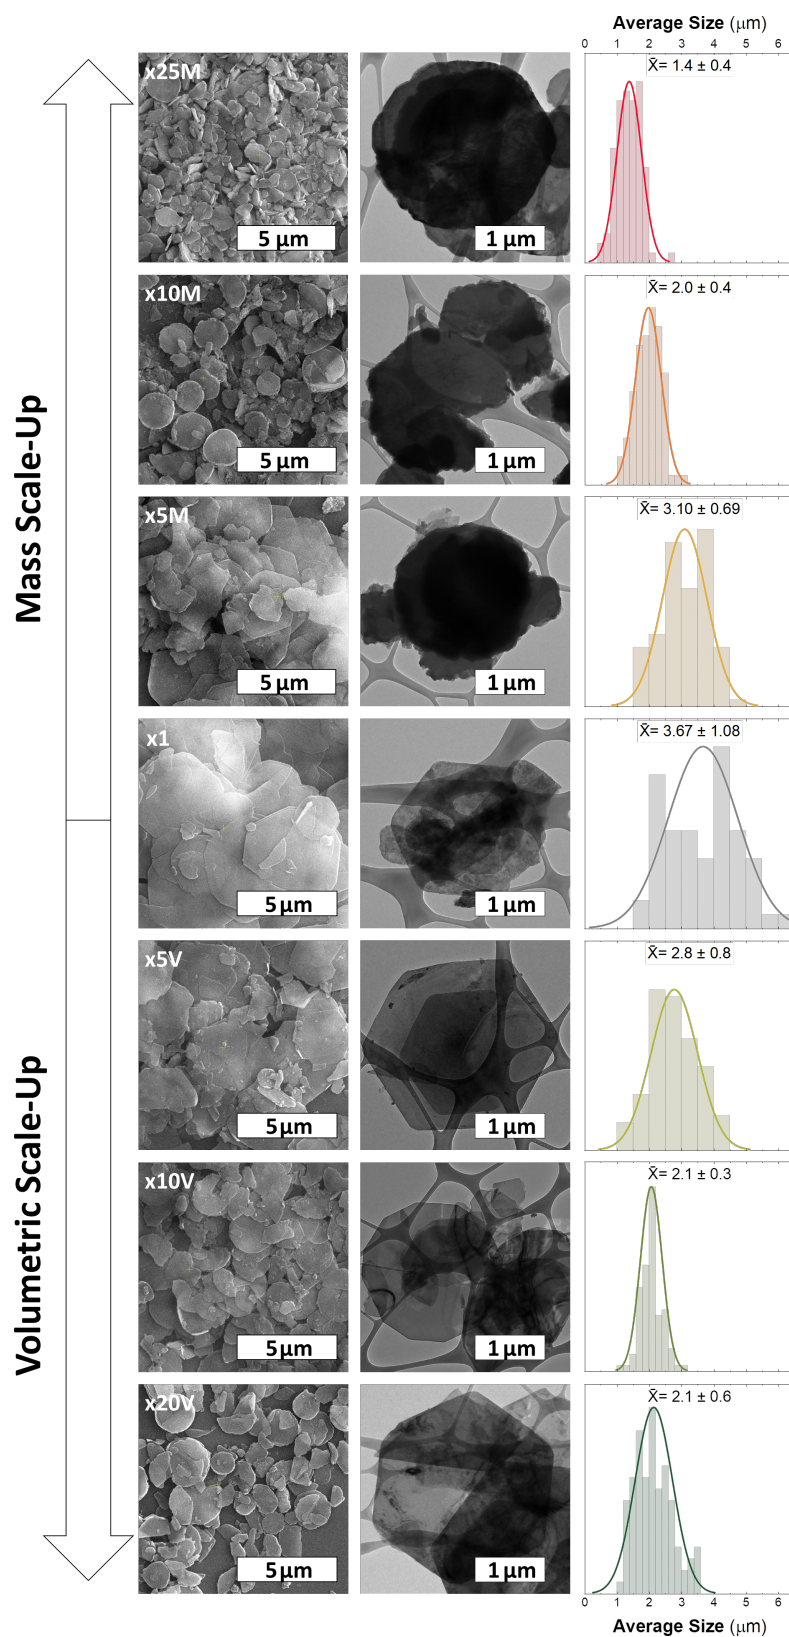 Average Size (µm)
0 1 2 3 4 5 6
x25M
5 µm
1 µm
X̄= 1.4 ± 0.4
x10M
5 µm
1 µm
X̄= 2.0 ± 0.4
Mass Scale-Up
x5M
5 µm
1 µm
X̄= 3.10 ± 0.69
x1
5 µm
1 µm
X̄= 3.67 ± 1.08
x5V
5 µm
1 µm
X̄= 2.8 ± 0.8
Volumetric Scale-Up
x10V
5 µm
1 µm
X̄= 2.1 ± 0.3
x20V
5 µm
1 µm
X̄= 2.1 ± 0.6
0 1 2 3 4 5 6
Average Size (µm)